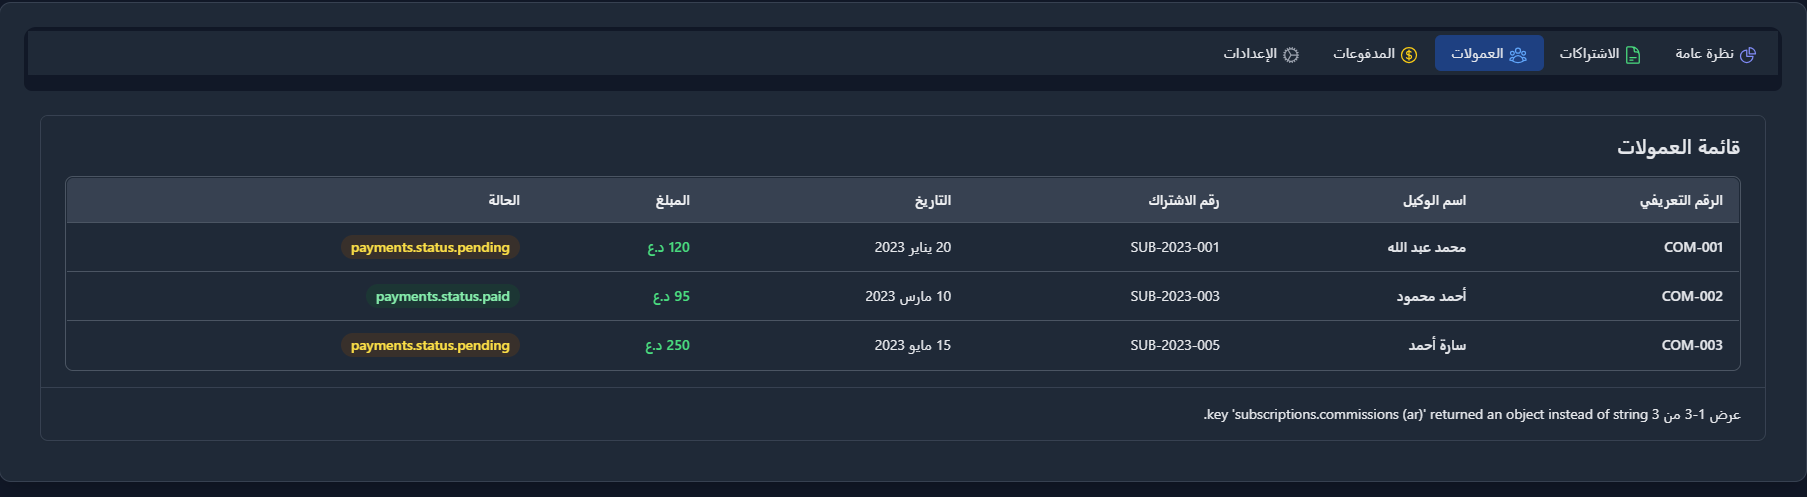 نظرة عامة
الاشتراكات
العمولات
المدفوعات
الإعدادات
قائمة العمولات
الرقم التعريفي اسم الوكيل رقم الاشتراك التاريخ المبلغ الحالة
COM-001 محمد عبد الله SUB-2023-001 20 يناير 2023 120 د.ع payments.status.pending
COM-002 أحمد محمود SUB-2023-003 10 مارس 2023 95 د.ع payments.status.paid
COM-003 سارة أحمد SUB-2023-005 15 مايو 2023 250 د.ع payments.status.pending
عرض 1-3 من 3 key 'subscriptions.commissions (ar)' returned an object instead of string.